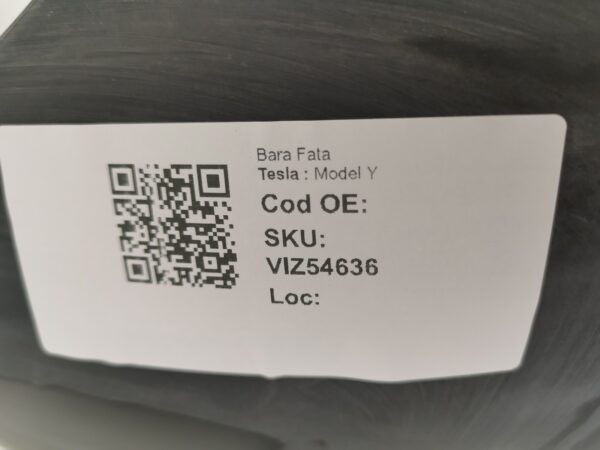 Bara Fata
Tesla : Model Y
Cod OE:
SKU:
VIZ54636
Loc: